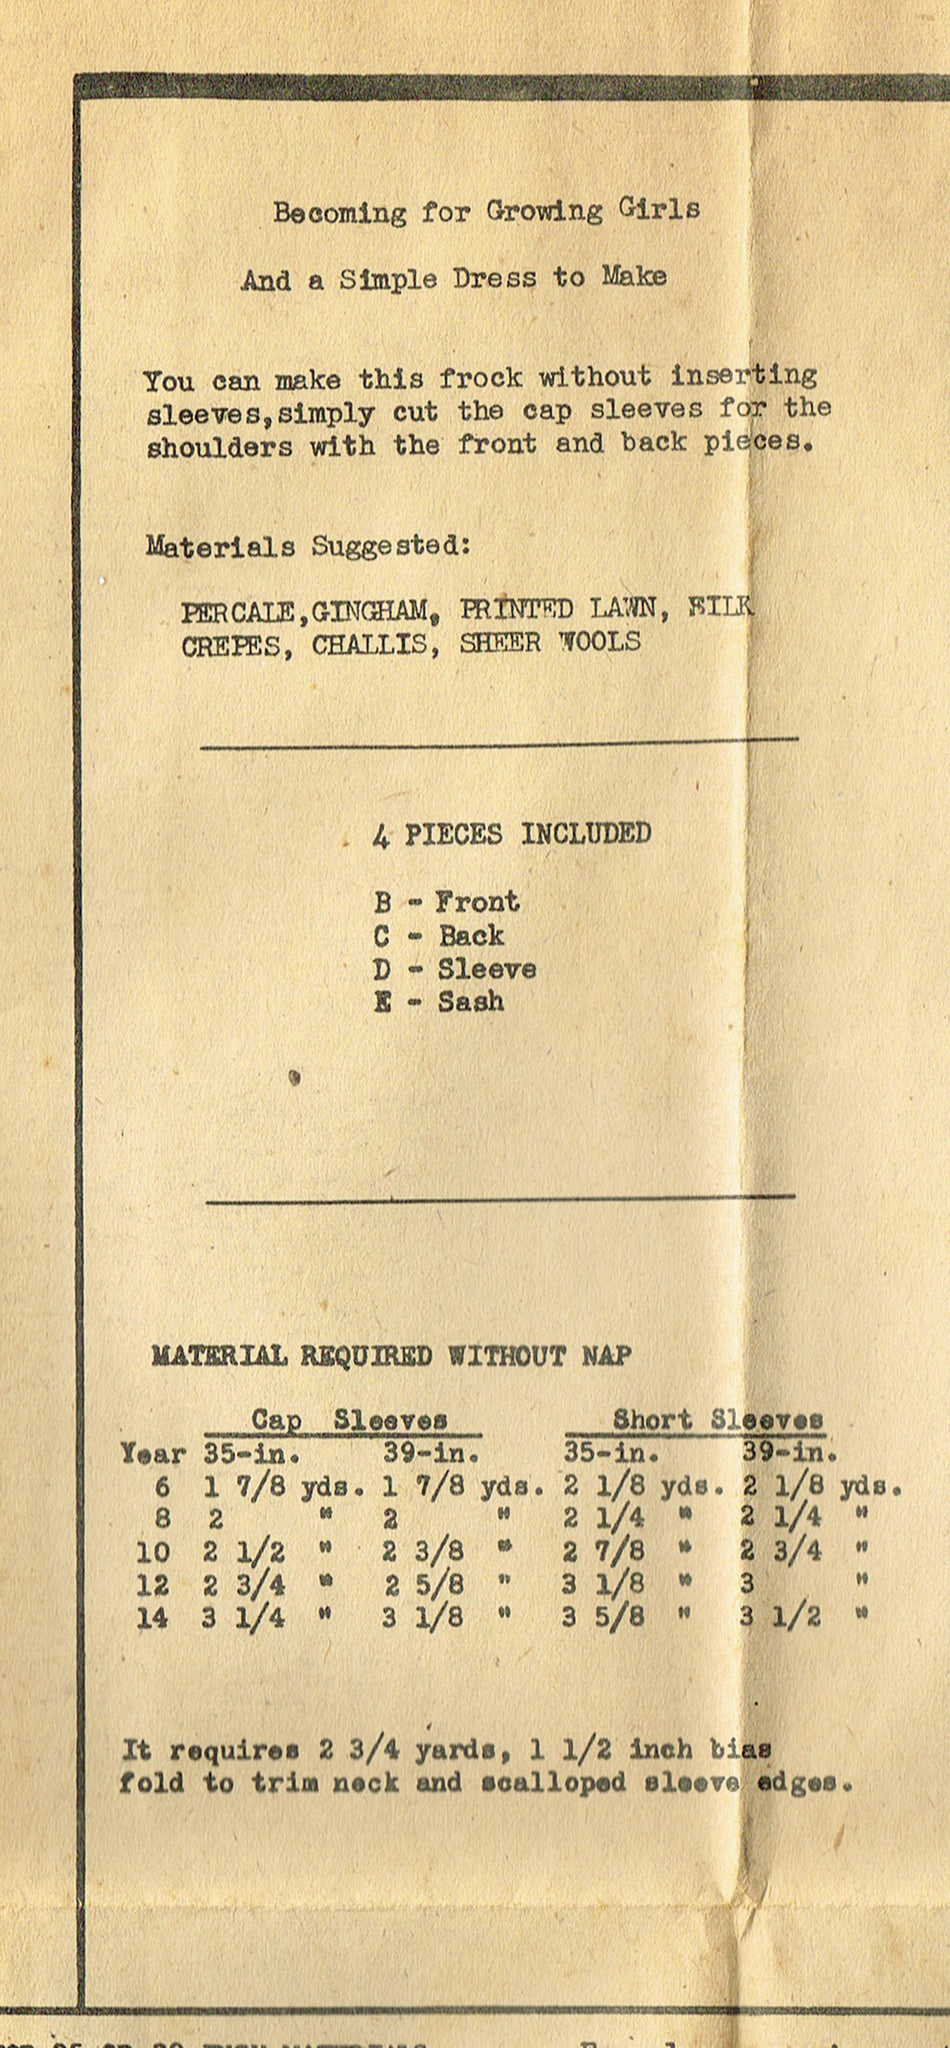 Becoming for Growing Girls
And a Simple Dress to Make
You can make this frock without inserting
sleeves,simply cut the cap sleeves for the
shoulders with the front and back pieces.
Materials Suggested:
PERCALE,GINGHAM, PRINTED LAWN, SILK
CREPES, CHALLIS, SHEER WOOLS
4 PIECES INCLUDED
B - Front
C - Back
D - Sleeve
E - Sash
MATERIAL REQUIRED WITHOUT NAP
Cap Sleeves Short Sleeves
Year 35-in. 39-in. 35-in. 39-in.
6 1 7/8 yds. 1 7/8 yds. 2 1/8 yds. 2 1/8 yds.
8 2 " 2 " 2 1/4 " 2 1/4 "
10 2 1/2 " 2 3/8 " 2 7/8 " 2 3/4 "
12 2 3/4 " 2 5/8 " 3 1/8 " 3 "
14 3 1/4 " 3 1/8 " 3 5/8 " 3 1/2 "
It requires 2 3/4 yards, 1 1/2 inch bias
fold to trim neck and scalloped sleeve edges.